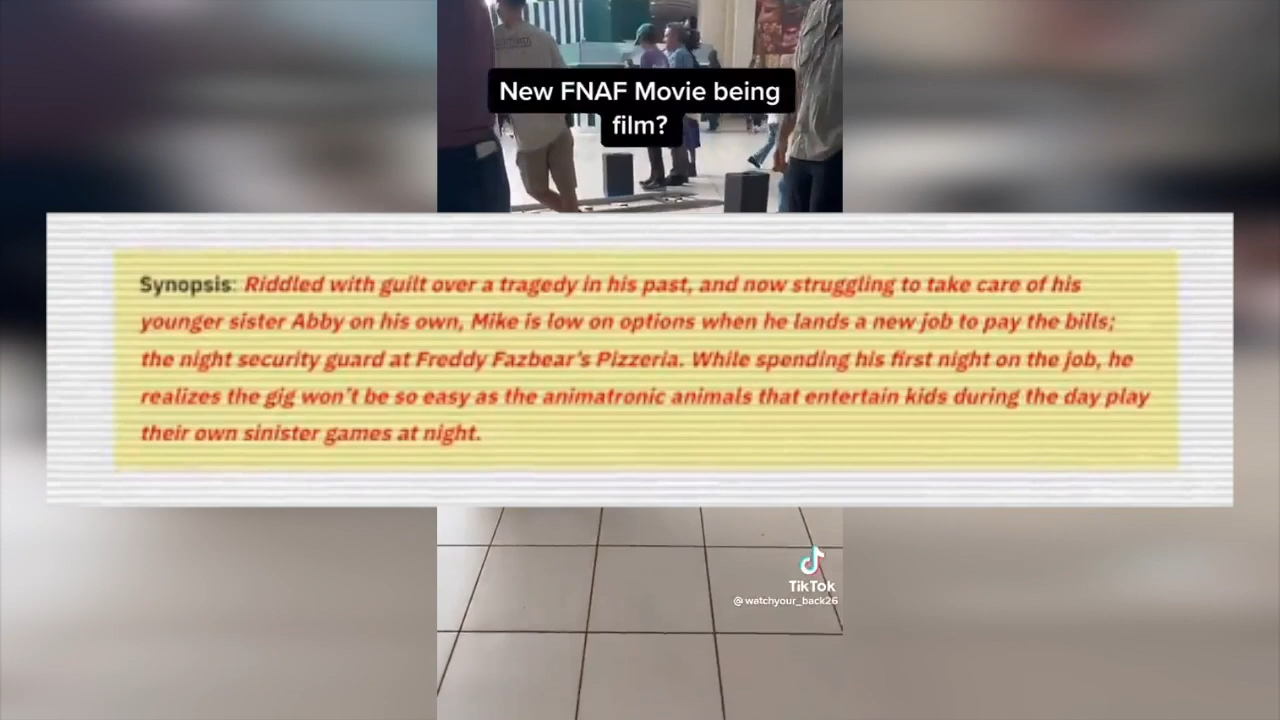 New FNAF Movie being
film?
Synopsis: Riddled with guilt over a tragedy in his past, and now struggling to take care of his
younger sister Abby on his own, Mike is low on options when he lands a new job to pay the bills;
the night security guard at Freddy Fazbear's Pizzeria. While spending his first night on the job, he
realizes the gig won't be so easy as the animatronic animals that entertain kids during the day play
their own sinister games at night.
TikTok
@watchyour_back26